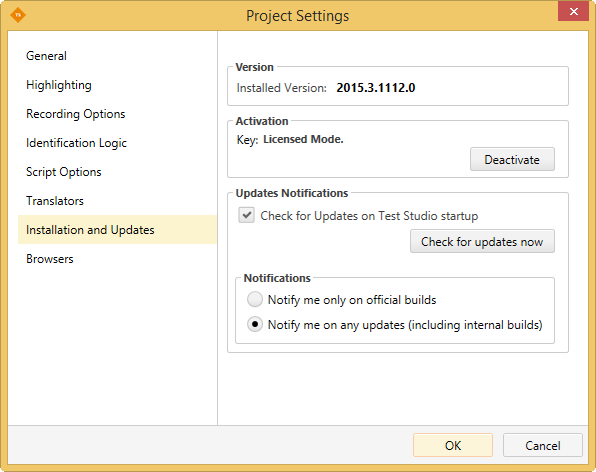 Project Settings
General
Highlighting
Recording Options
Identification Logic
Script Options
Translators
Installation and Updates
Browsers
Version
Installed Version: 2015.3.1112.0
Activation
Key: Licensed Mode.
Deactivate
Updates Notifications
Check for Updates on Test Studio startup
Check for updates now
Notifications
Notify me only on official builds
Notify me on any updates (including internal builds)
OK
Cancel